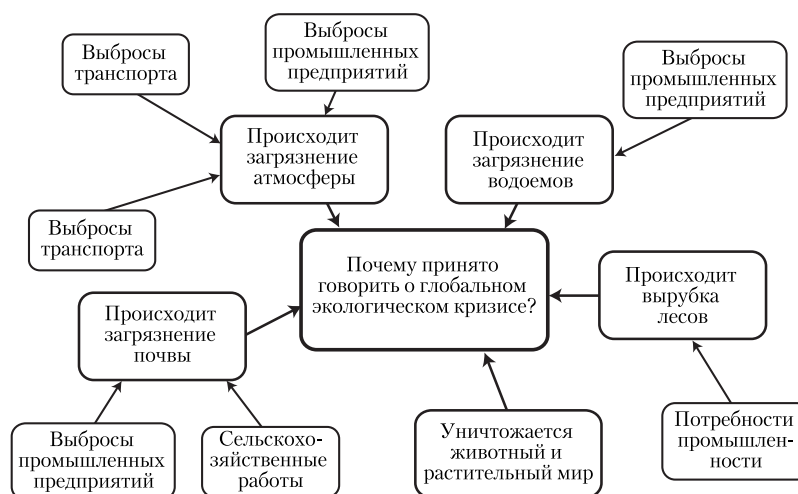 Выбросы
транспорта
Выбросы
промышленных
предприятий
Выбросы
промышленных
предприятий
Происходит
загрязнение
атмосферы
Происходит
загрязнение
водоемов
Выбросы
транспорта
Почему принято
говорить о глобальном
экологическом кризисе?
Происходит
вырубка
лесов
Происходит
загрязнение
почвы
Выбросы
промышленных
предприятий
Сельскохо-
зяйственные
работы
Уничтожается
животный и
растительный мир
Потребности
промышлен-
ности